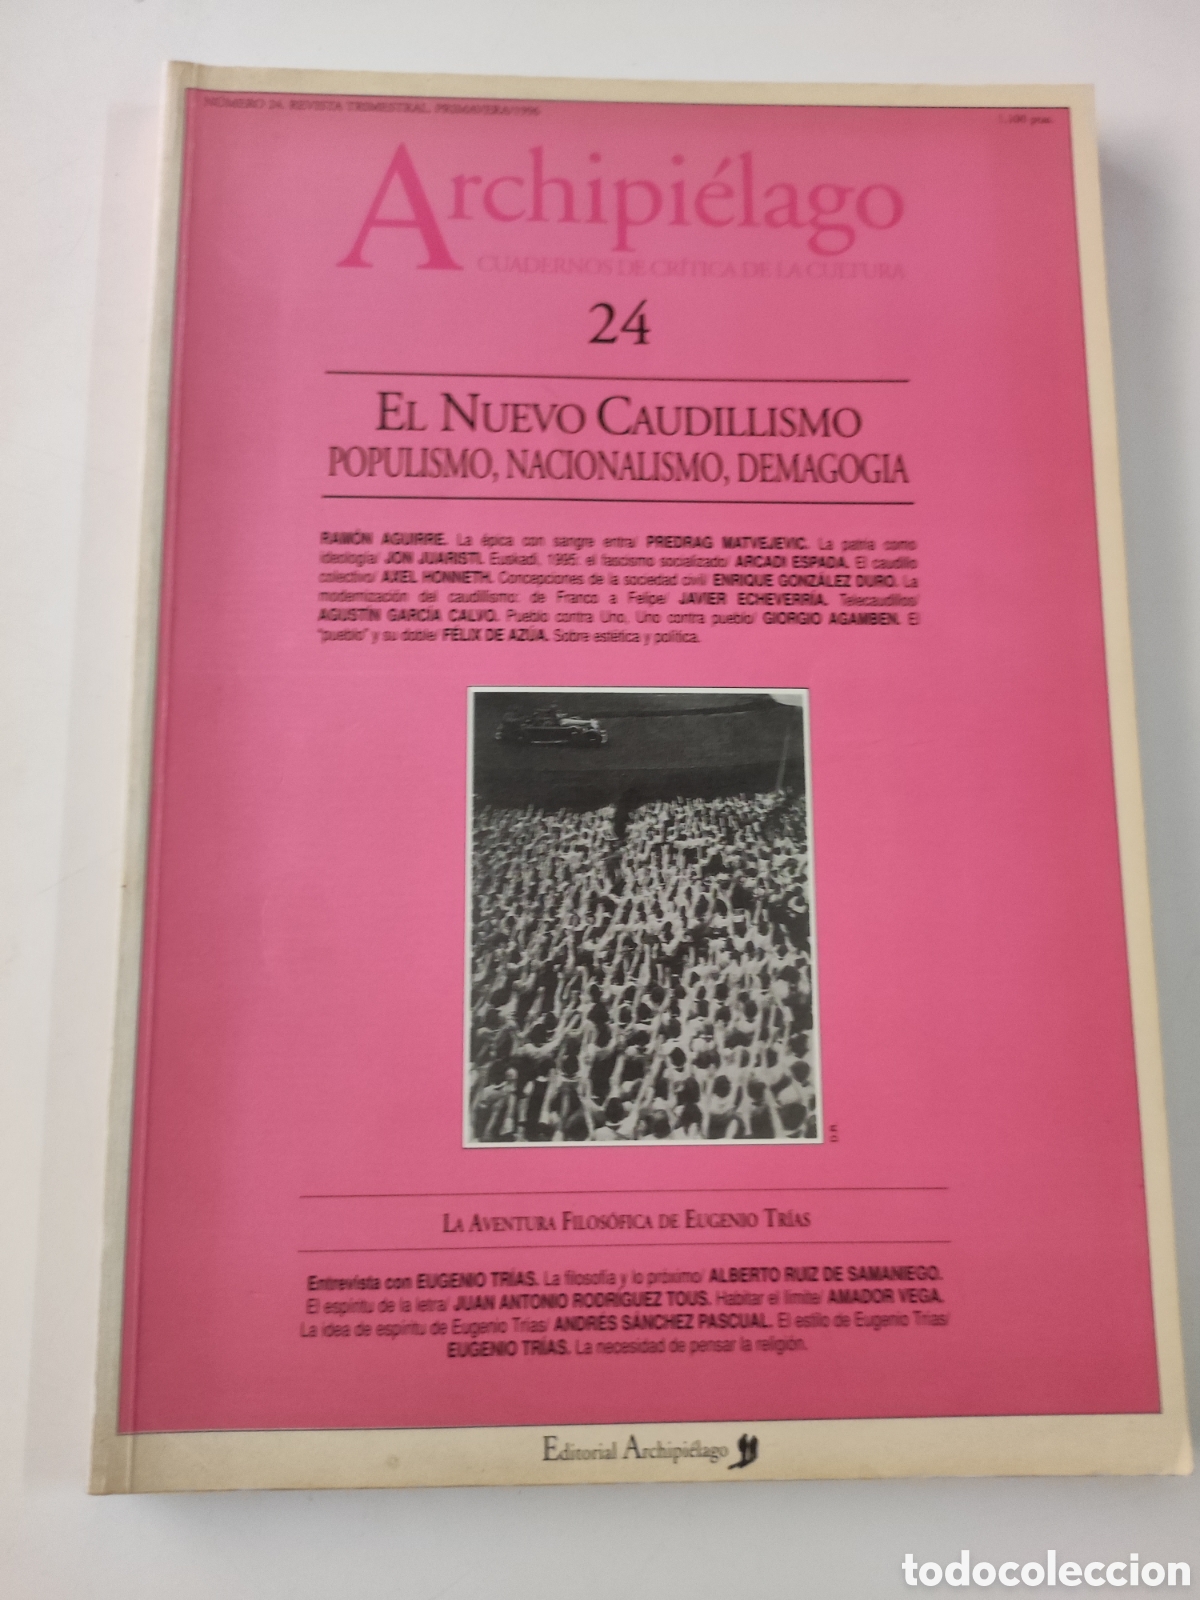 NÚMERO 24. REVISTA TRIMESTRAL. PRIMAVERA/1996
1.100 ptas.
Archipiélago
CUADERNOS DE CRÍTICA DE LA CULTURA
24
EL NUEVO CAUDILLISMO
POPULISMO, NACIONALISMO, DEMAGOGIA
RAMÓN AGUIRRE. La épica con sangre entra/ PREDRAG MATVEJEVIC. La patria como
ideología/ JON JUARISTI. Euskadi, 1995: el fascismo socializado/ ARCADI ESPADA. El caudillo
colectivo/ AXEL HONNETH. Concepciones de la sociedad civil/ ENRIQUE GONZÁLEZ DURO. La
modernización del caudillismo: de Franco a Felipe/ JAVIER ECHEVERRÍA. Telecaudillos/
AGUSTÍN GARCÍA CALVO. Pueblo contra Uno, Uno contra pueblo/ GIORGIO AGAMBEN. El
"pueblo" y su doble/ FÉLIX DE AZÚA. Sobre estética y política.
D.R.
LA AVENTURA FILOSÓFICA DE EUGENIO TRÍAS
Entrevista con EUGENIO TRÍAS. La filosofía y lo próximo/ ALBERTO RUIZ DE SAMANIEGO.
El espíritu de la letra/ JUAN ANTONIO RODRÍGUEZ TOUS. Habitar el límite/ AMADOR VEGA.
La idea de espíritu de Eugenio Trías/ ANDRÉS SÁNCHEZ PASCUAL. El estilo de Eugenio Trías/
EUGENIO TRÍAS. La necesidad de pensar la religión.
Editorial Archipiélago
todocoleccion
todocoleccion.net